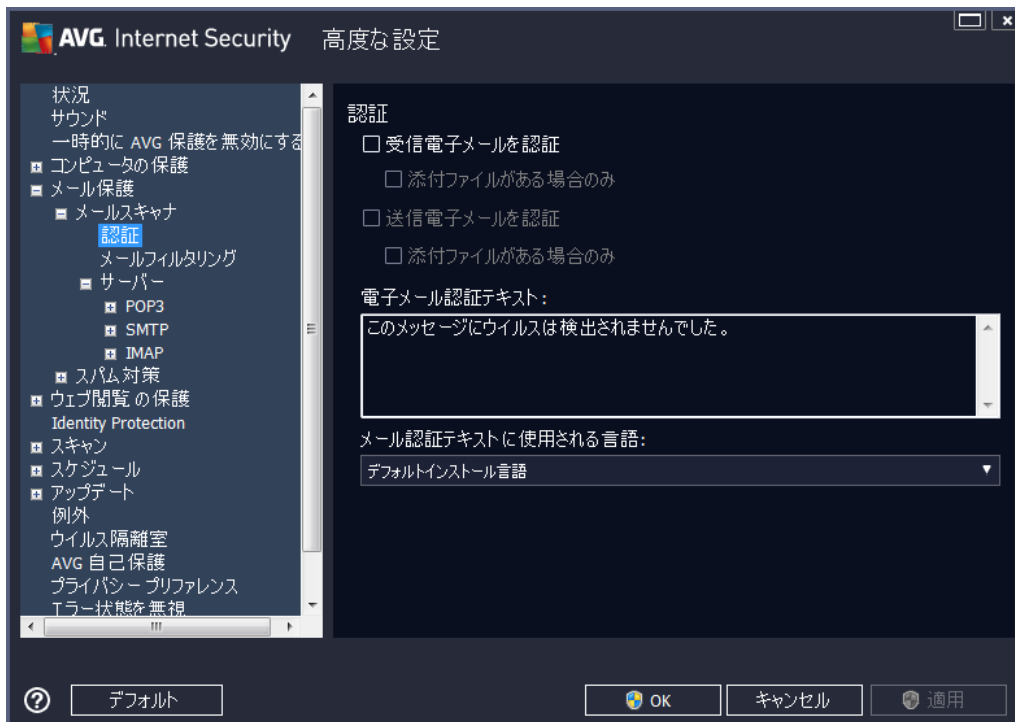 AVG Internet Security 高度な設定
状況
サウンド
一時的に AVG 保護を無効にする
コンピュータの保護
メール保護
メールスキャナ
認証
メールフィルタリング
サーバー
POP3
SMTP
IMAP
スパム対策
ウェブ閲覧の保護
Identity Protection
スキャン
スケジュール
アップデート
例外
ウイルス隔離室
AVG 自己保護
プライバシー プリファレンス
エラー状態を無視
認証
受信電子メールを認証
添付ファイルがある場合のみ
送信電子メールを認証
添付ファイルがある場合のみ
電子メール認証テキスト:
このメッセージにウイルスは検出されませんでした。
メール認証テキストに使用される言語:
デフォルトインストール言語
デフォルト
OK
キャンセル
適用